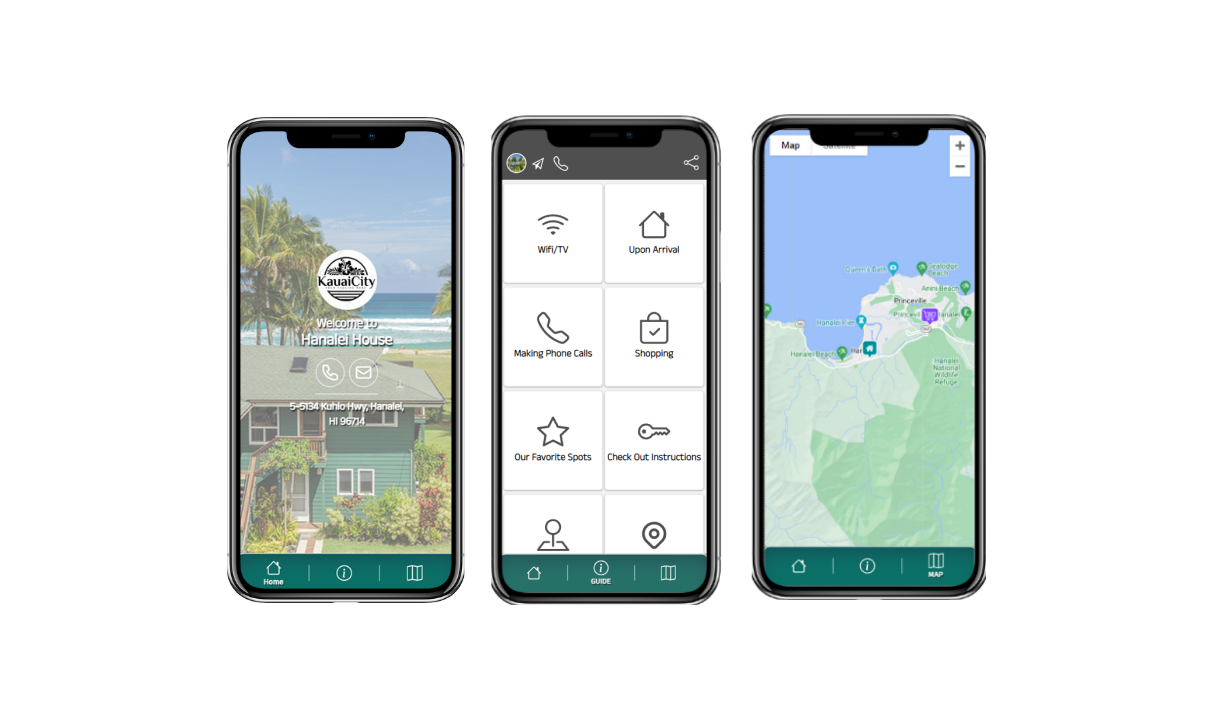 KauaiCity
Welcome to
Hanalei House
5-5134 Kuhio Hwy, Hanalei,
HI 96714
Home
Wifi/TV
Upon Arrival
Making Phone Calls
Shopping
Our Favorite Spots
Check Out Instructions
GUIDE
Map
Satellite
+
−
Queen's Bath
Sealodge
Beach
Anini Beach
Princeville
Hanalei Pier
Hanalei Beach
Hanalei
National
Wildlife
Refuge
MAP